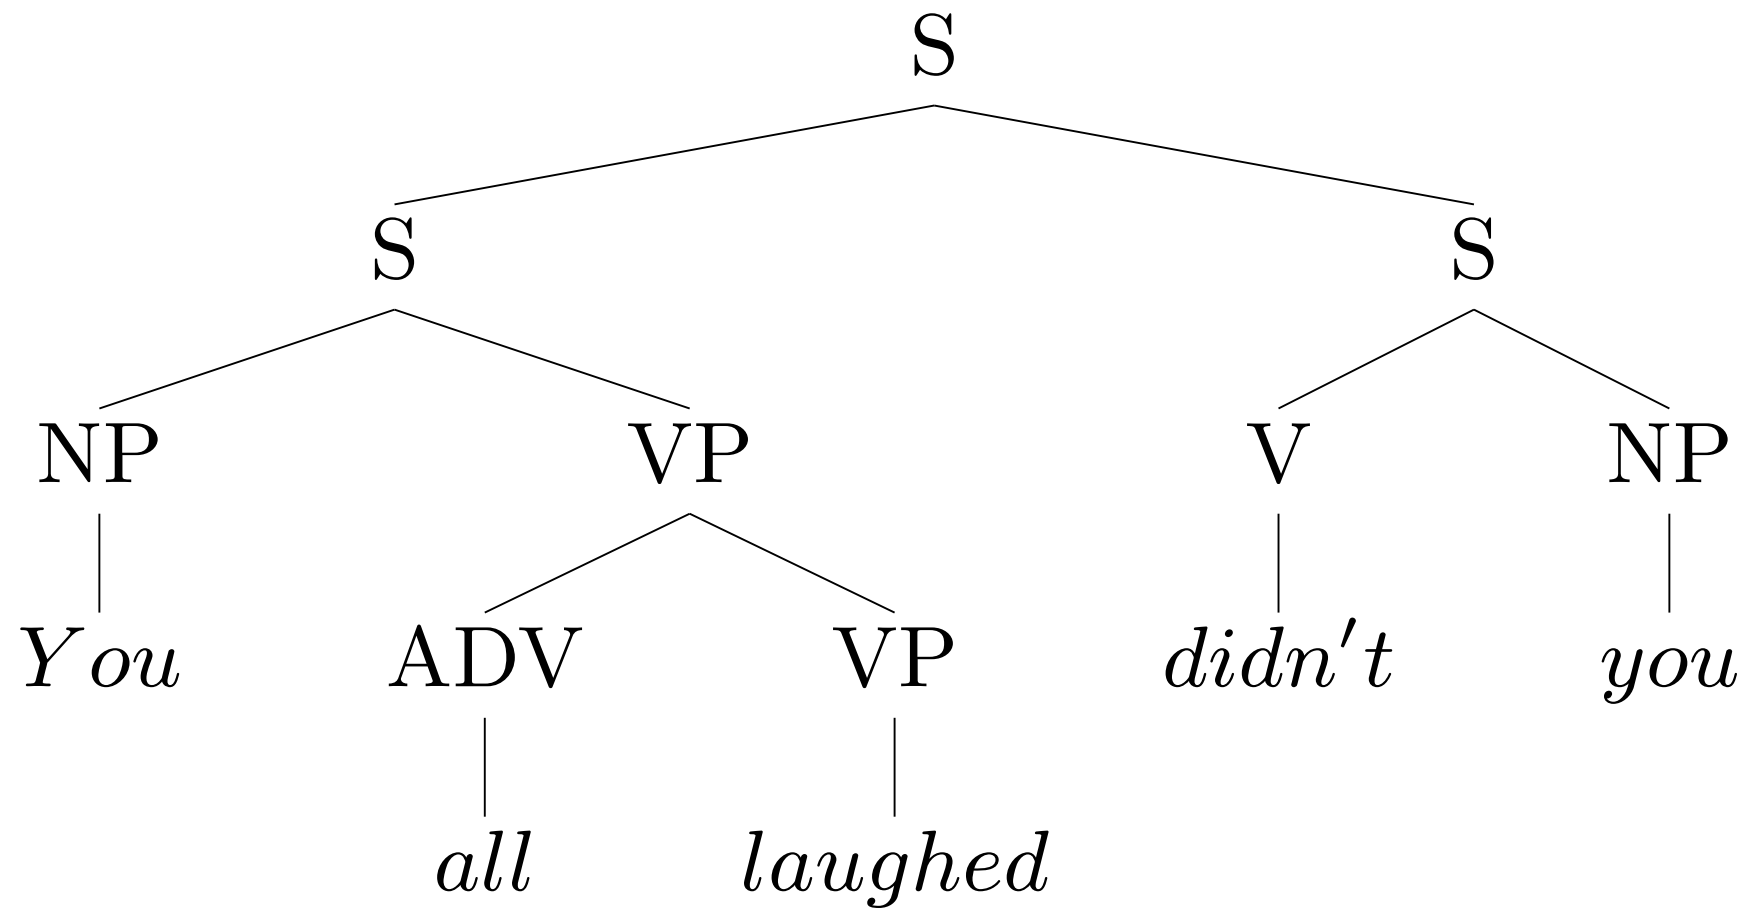 S
S S
NP VP V NP
You ADV VP didn't you
all laughed